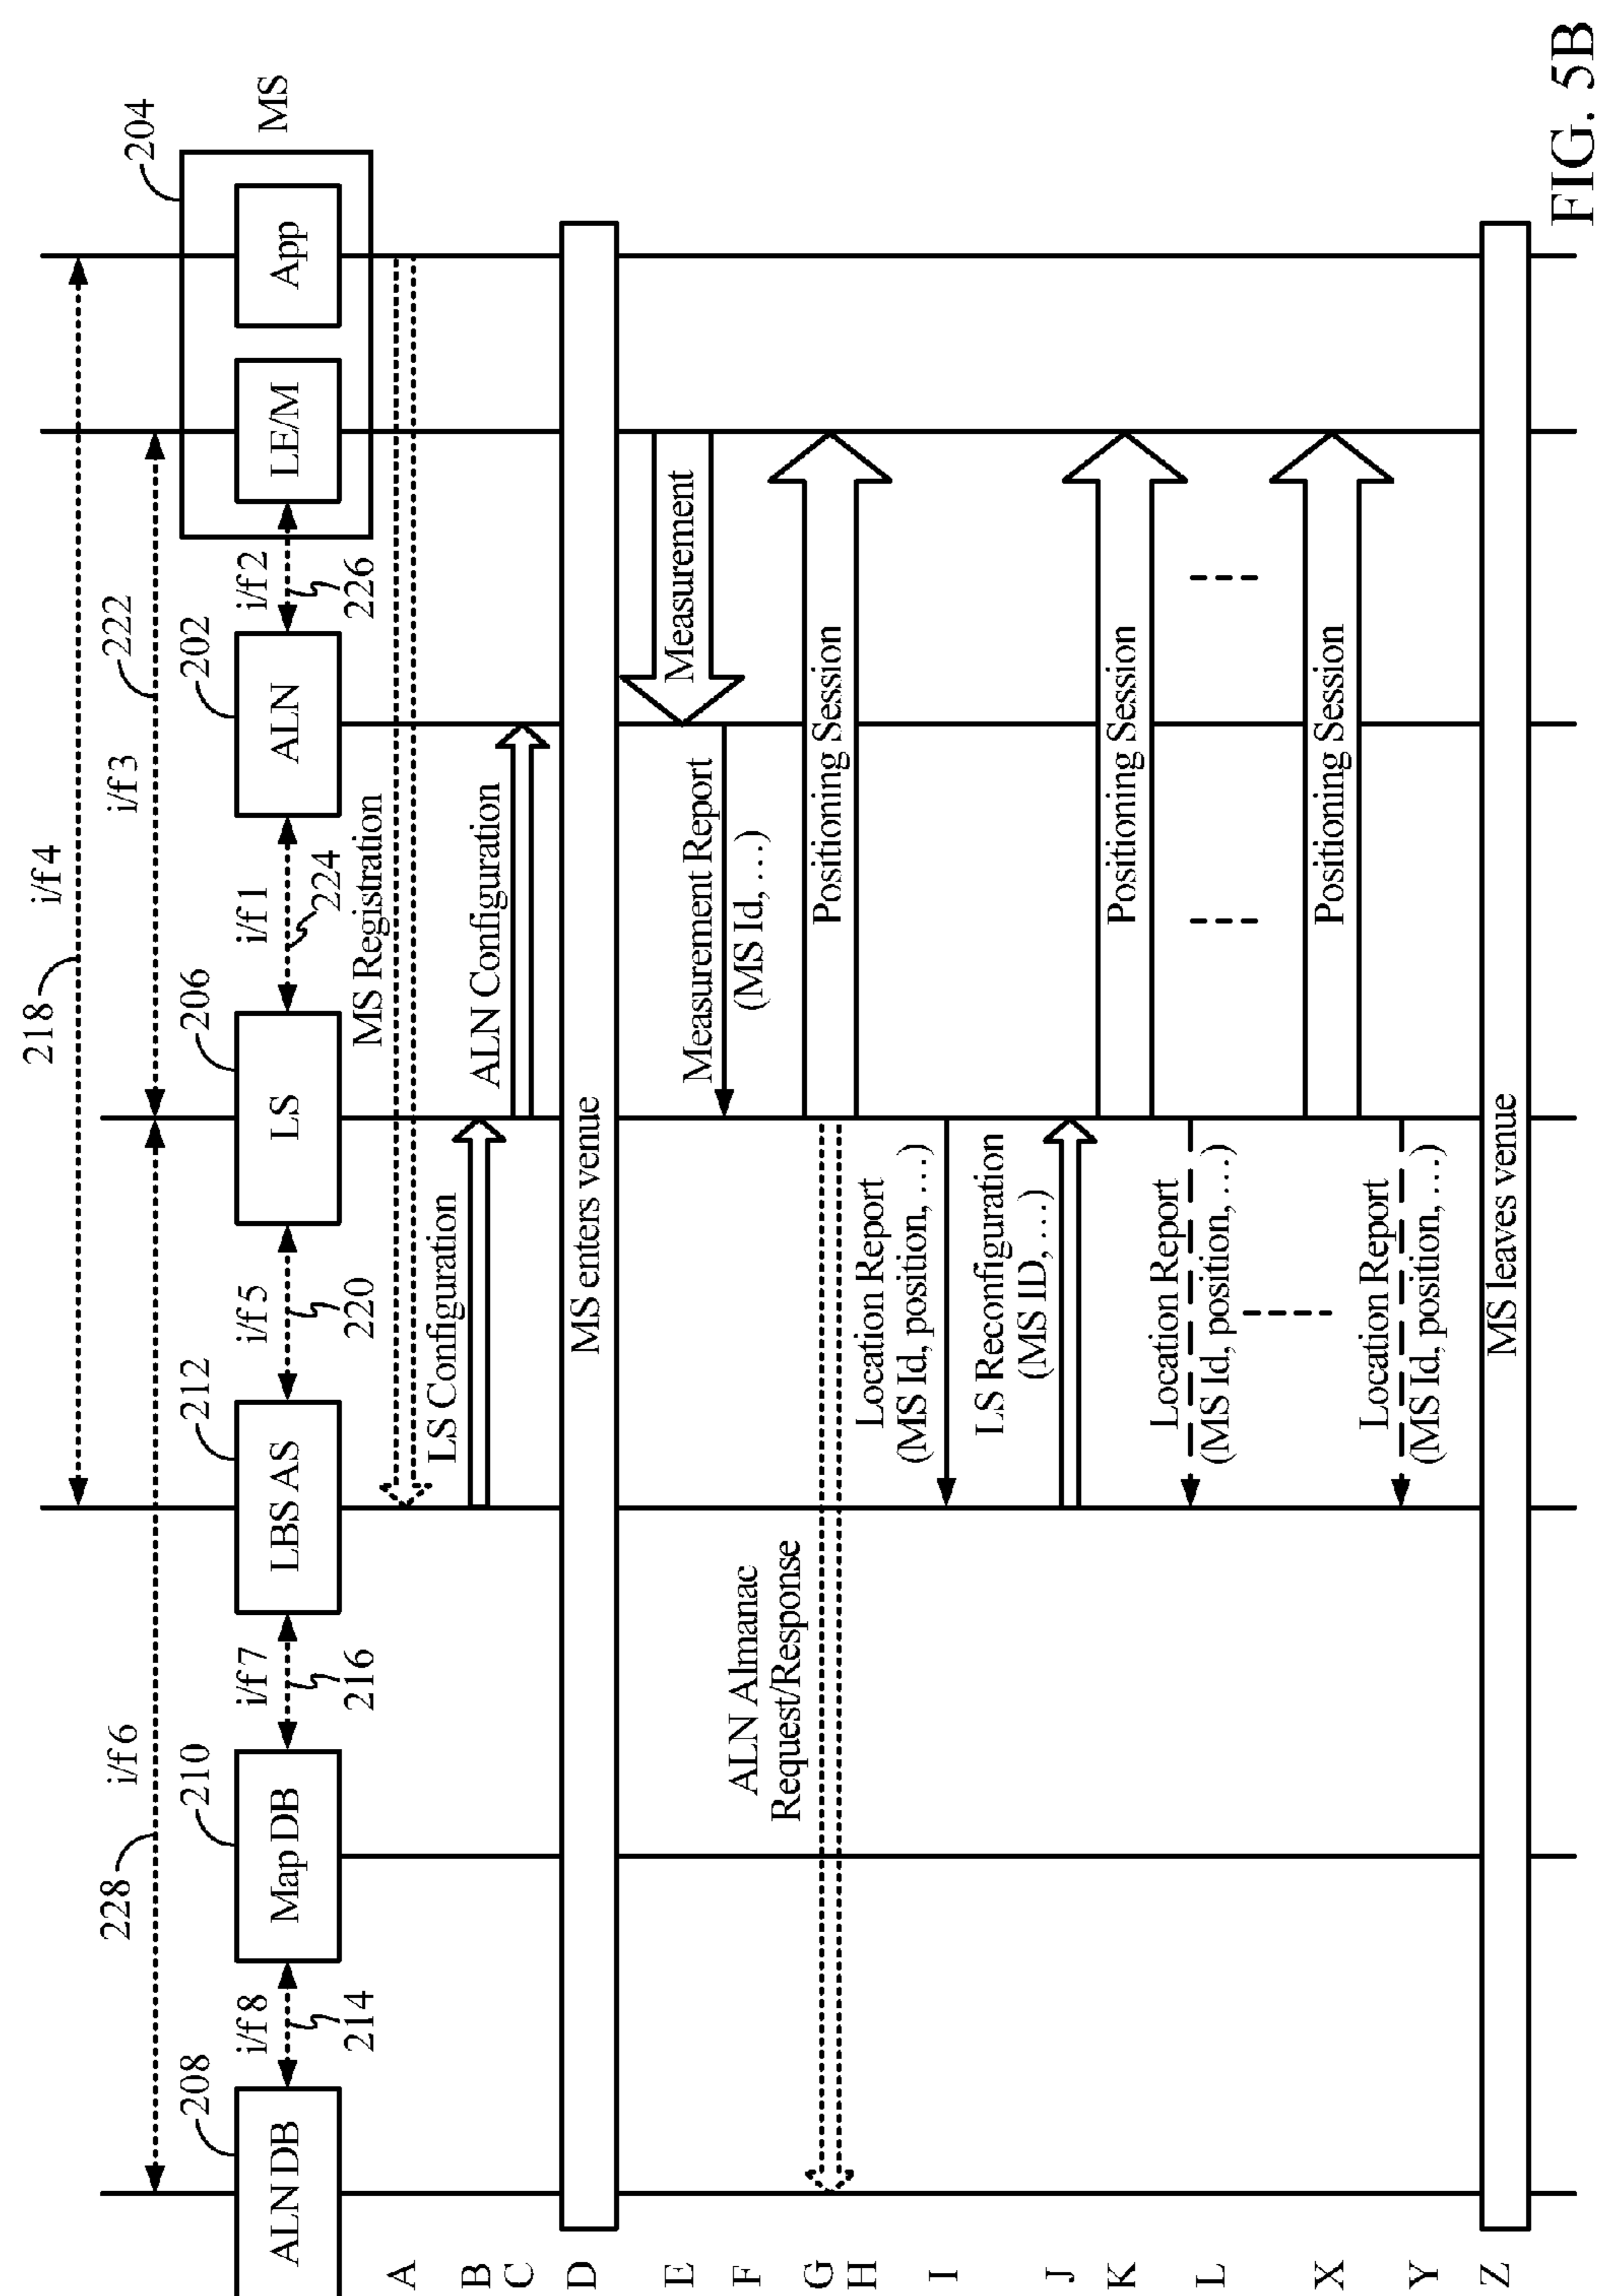 218
i/f 4
228
i/f 6
222
i/f 3
204
MS
208
ALN DB
i/f 8
214
210
Map DB
i/f 7
216
212
LBS AS
i/f 5
220
206
LS
i/f 1
224
202
ALN
i/f 2
226
LE/M
App
A
MS Registration
B
LS Configuration
C
ALN Configuration
D
MS enters venue
E
Measurement
F
Measurement Report
(MS Id, ...)
G
Positioning Session
H
ALN Almanac
Request/Response
I
Location Report
(MS Id, position, ...)
J
LS Reconfiguration
(MS ID, ....)
K
Positioning Session
L
Location Report
(MS Id, position, ...)
X
Positioning Session
Y
Location Report
(MS Id, position, ...)
Z
MS leaves venue
FIG. 5B